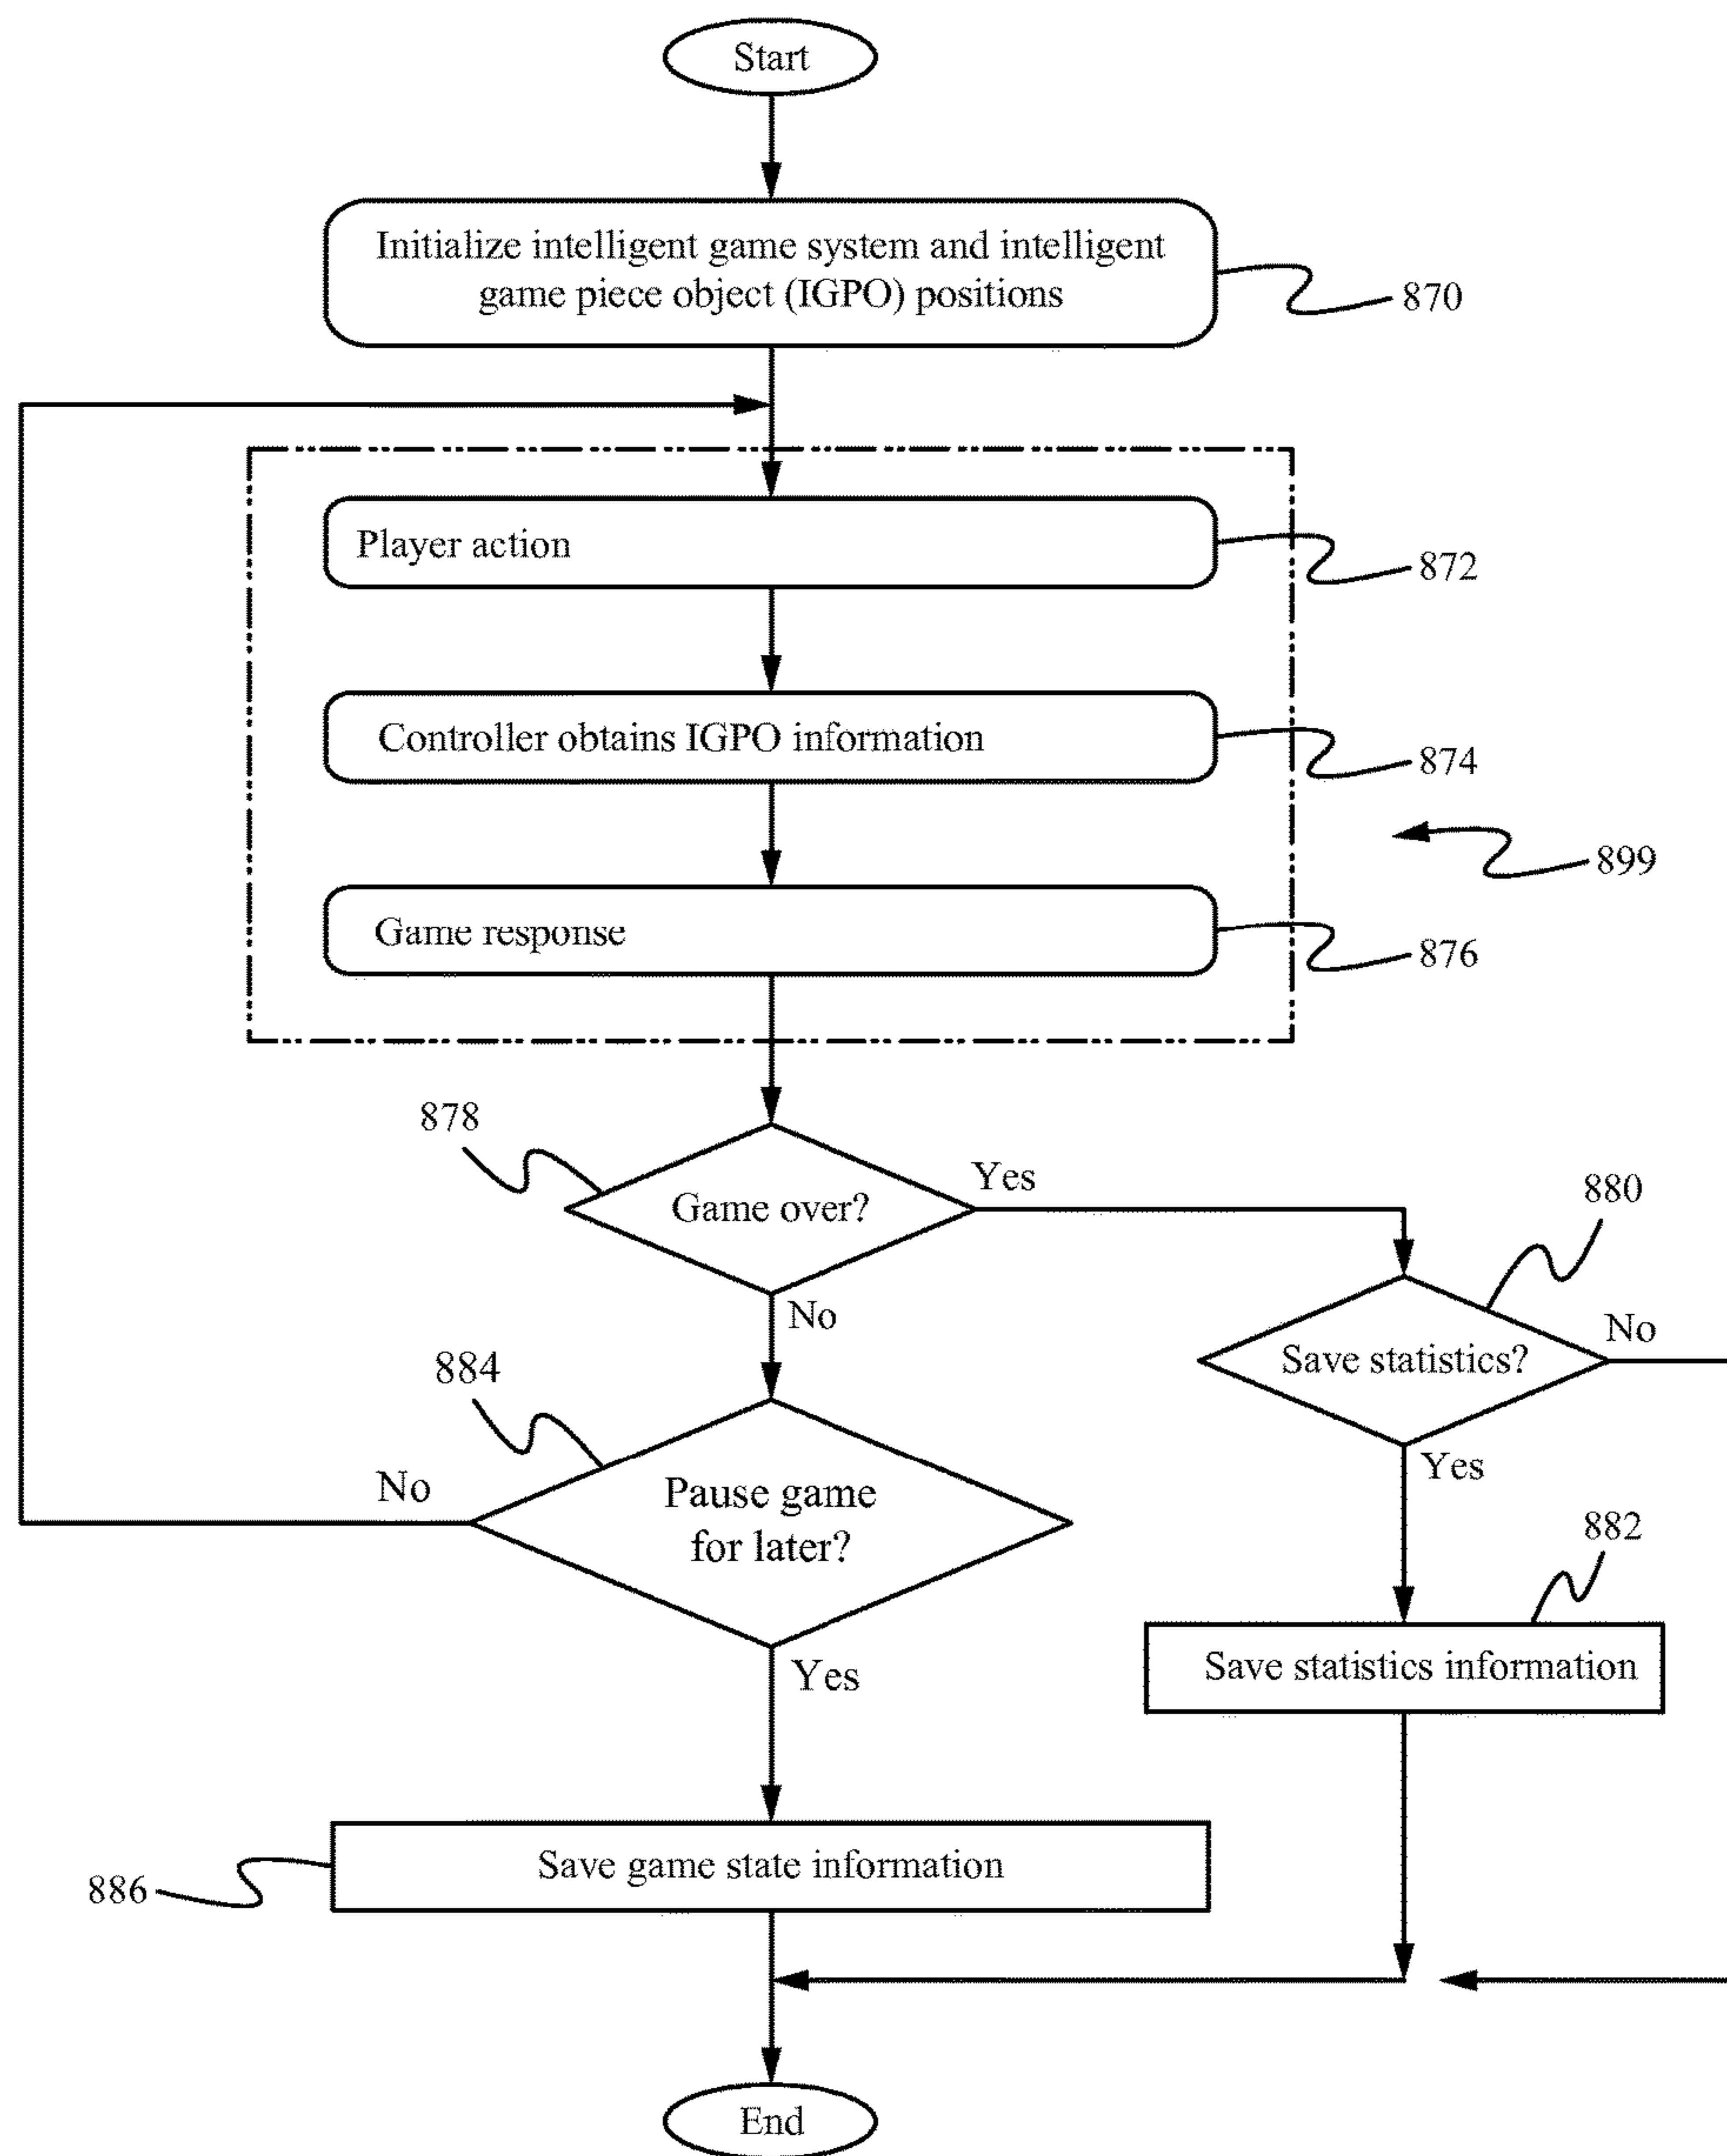 Start
Initialize intelligent game system and intelligent
game piece object (IGPO) positions
870
Player action
872
Controller obtains IGPO information
874
899
Game response
876
878
Game over?
Yes
880
No
Save statistics?
No
884
Yes
No
Pause game
for later?
882
Yes
Save statistics information
Save game state information
886
End